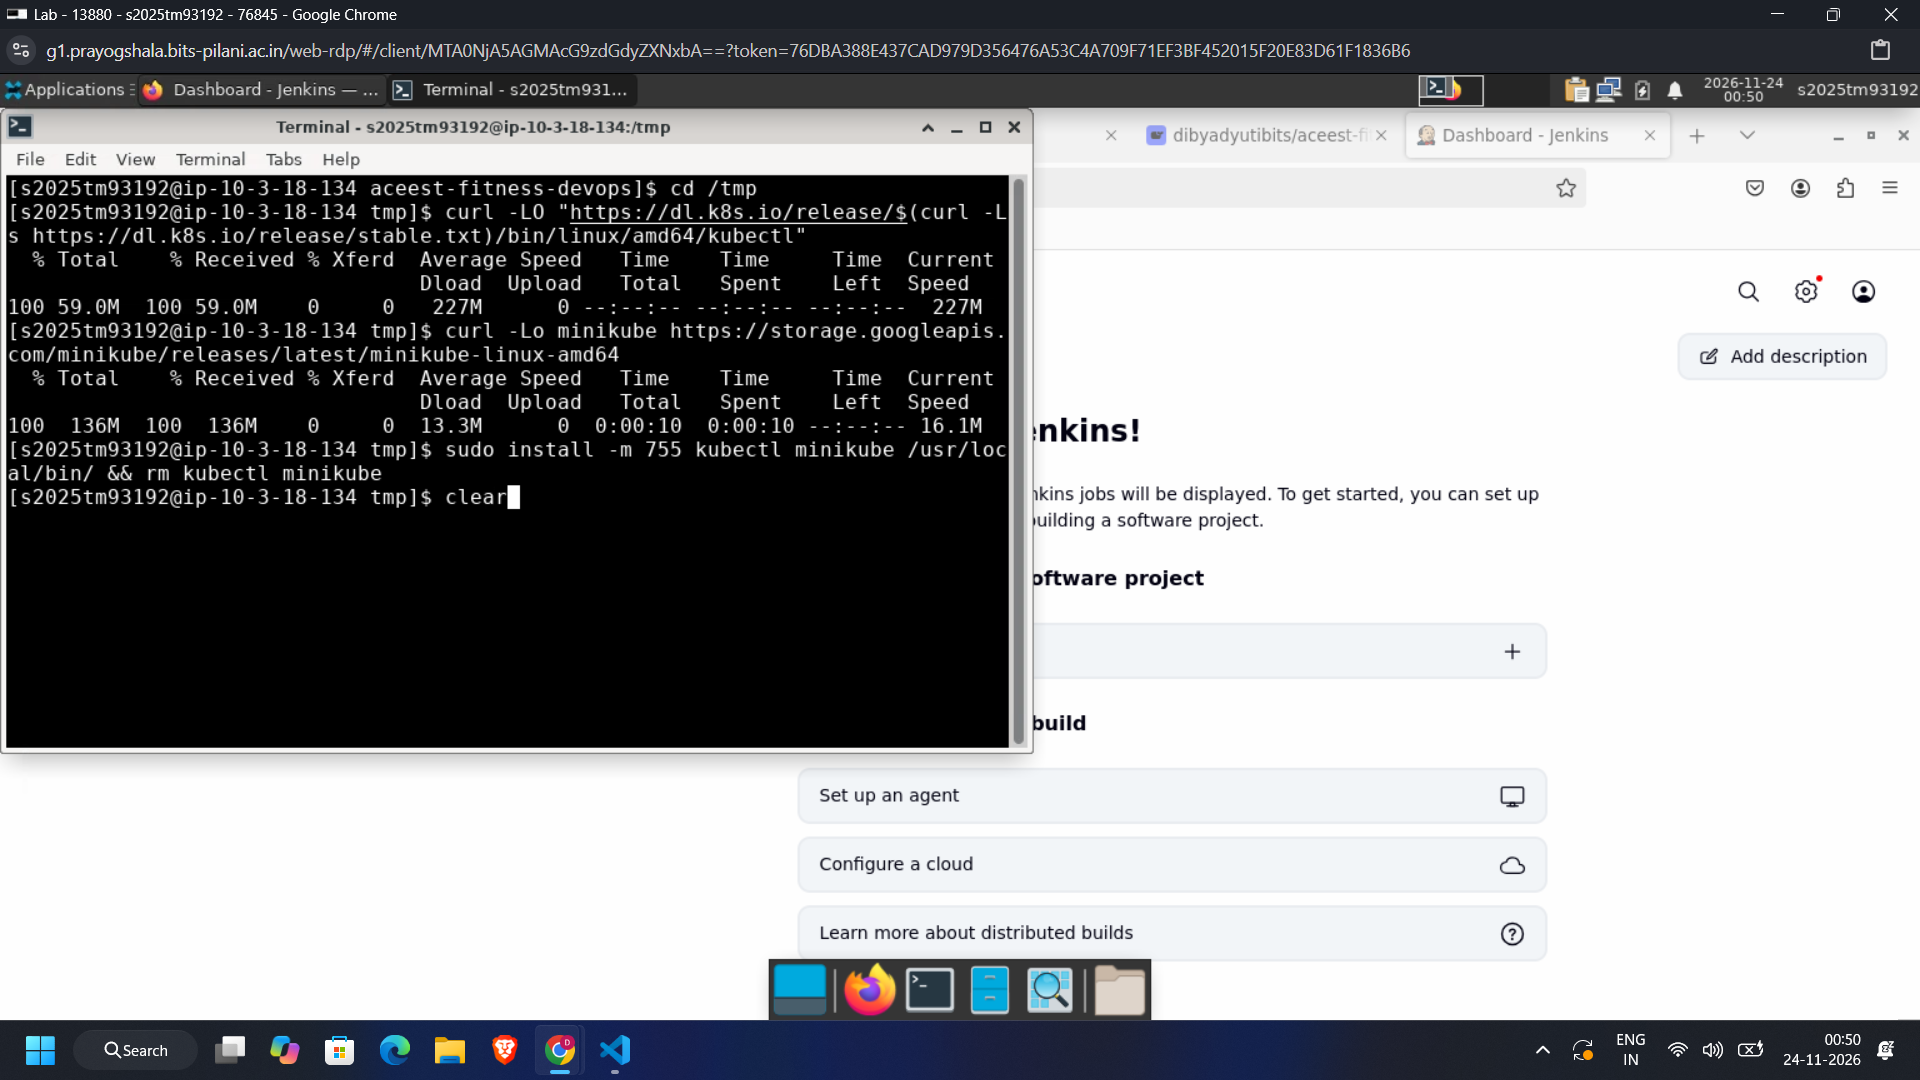 Lab - 13880 - s2025tm93192 - 76845 - Google Chrome
g1.prayogshala.bits-pilani.ac.in/web-rdp/#/client/MTA0NjA5AGMAcG9zdGdyZXNxbA==?token=76DBA388E437CAD979D356476A53C4A709F71EF3BF452015F20E83D61F1836B6
Applications
Dashboard - Jenkins — ...
Terminal - s2025tm931...
2026-11-24
00:50
s2025tm93192
Terminal - s2025tm93192@ip-10-3-18-134:/tmp
dibyadyutibits/aceest-fi
Dashboard - Jenkins
File Edit View Terminal Tabs Help
[s2025tm93192@ip-10-3-18-134 aceest-fitness-devops]$ cd /tmp
[s2025tm93192@ip-10-3-18-134 tmp]$ curl -LO "https://dl.k8s.io/release/$(curl -L
s https://dl.k8s.io/release/stable.txt)/bin/linux/amd64/kubectl"
% Total % Received % Xferd Average Speed Time Time Time Current
Dload Upload Total Spent Left Speed
100 59.0M 100 59.0M 0 0 227M 0 --:--:-- --:--:-- --:--:-- 227M
[s2025tm93192@ip-10-3-18-134 tmp]$ curl -Lo minikube https://storage.googleapis.
com/minikube/releases/latest/minikube-linux-amd64
% Total % Received % Xferd Average Speed Time Time Time Current
Dload Upload Total Spent Left Speed
100 136M 100 136M 0 0 13.3M 0 0:00:10 0:00:10 --:--:-- 16.1M
[s2025tm93192@ip-10-3-18-134 tmp]$ sudo install -m 755 kubectl minikube /usr/loc
al/bin/ && rm kubectl minikube
[s2025tm93192@ip-10-3-18-134 tmp]$ clear
Add description
enkins!
nkins jobs will be displayed. To get started, you can set up
uilding a software project.
oftware project
build
Set up an agent
Configure a cloud
Learn more about distributed builds
Search
ENG
IN
00:50
24-11-2026